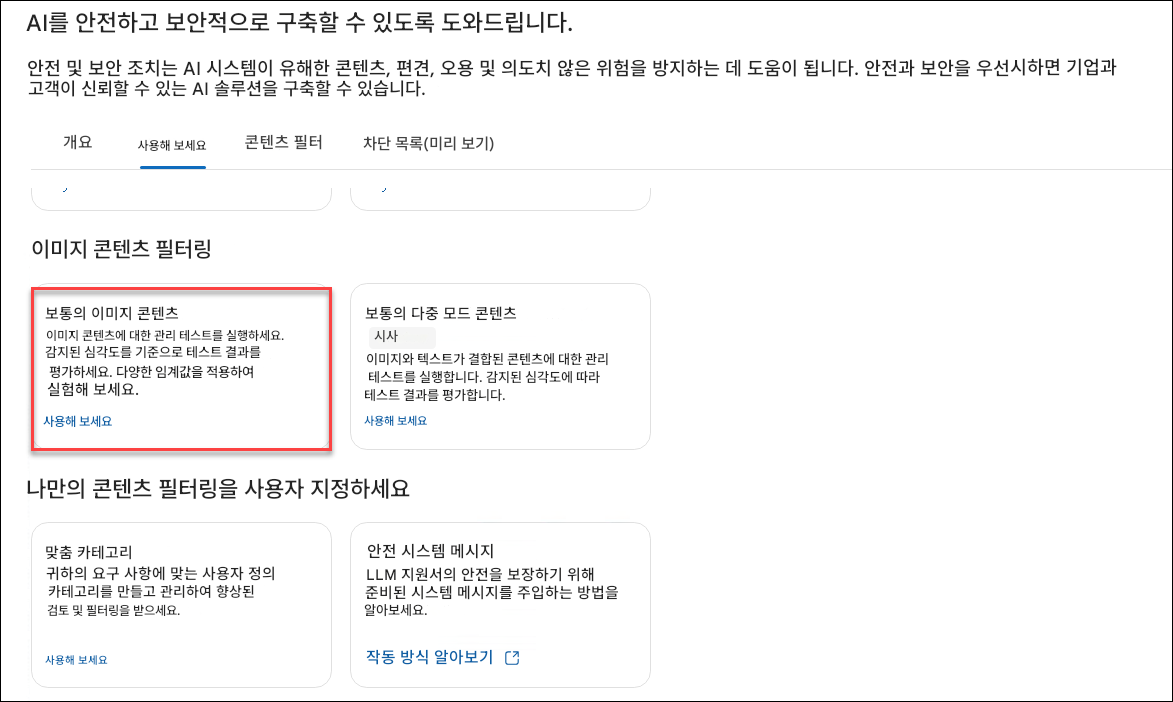 AI를 안전하고 보안적으로 구축할 수 있도록 도와드립니다.
안전 및 보안 조치는 AI 시스템이 유해한 콘텐츠, 편견, 오용 및 의도치 않은 위험을 방지하는 데 도움이 됩니다. 안전과 보안을 우선시하면 기업과
고객이 신뢰할 수 있는 AI 솔루션을 구축할 수 있습니다.
개요
사용해 보세요
콘텐츠 필터
차단 목록(미리 보기)
이미지 콘텐츠 필터링
보통의 이미지 콘텐츠
이미지 콘텐츠에 대한 관리 테스트를 실행하세요.
감지된 심각도를 기준으로 테스트 결과를
평가하세요. 다양한 임계값을 적용하여
실험해 보세요.
사용해 보세요
보통의 다중 모드 콘텐츠
시사
이미지와 텍스트가 결합된 콘텐츠에 대한 관리
테스트를 실행합니다. 감지된 심각도에 따라
테스트 결과를 평가합니다.
사용해 보세요
나만의 콘텐츠 필터링을 사용자 지정하세요
맞춤 카테고리
귀하의 요구 사항에 맞는 사용자 정의
카테고리를 만들고 관리하여 향상된
검토 및 필터링을 받으세요.
사용해 보세요
안전 시스템 메시지
LLM 지원서의 안전을 보장하기 위해
준비된 시스템 메시지를 주입하는 방법을
알아보세요.
작동 방식 알아보기